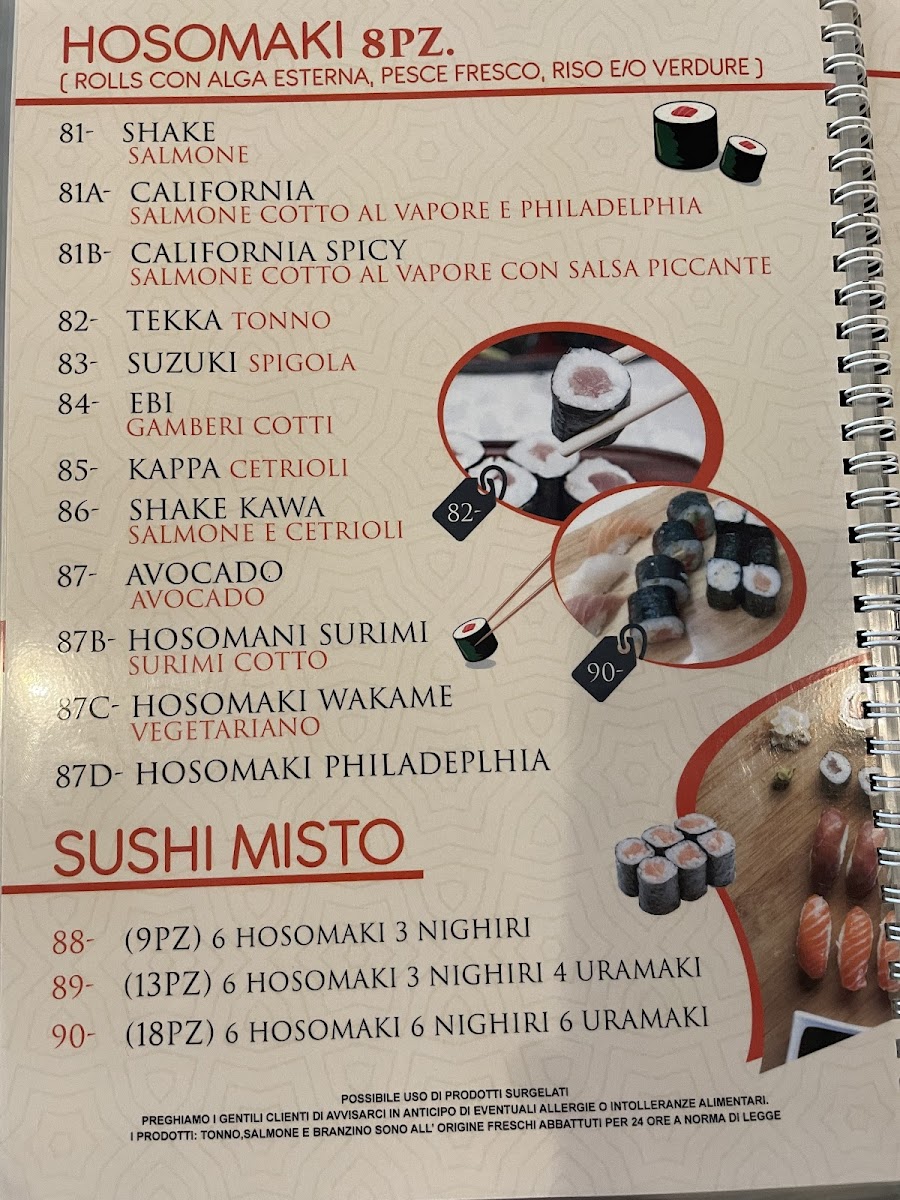 HOSOMAKI 8PZ.
( ROLLS CON ALGA ESTERNA, PESCE FRESCO, RISO E/O VERDURE )
81- SHAKE
SALMONE
81A- CALIFORNIA
SALMONE COTTO AL VAPORE E PHILADELPHIA
81B- CALIFORNIA SPICY
SALMONE COTTO AL VAPORE CON SALSA PICCANTE
82- TEKKA TONNO
83- SUZUKI SPIGOLA
84- EBI
GAMBERI COTTI
85- KAPPA CETRIOLI
86- SHAKE KAWA
SALMONE E CETRIOLI
82-
87- AVOCADO
AVOCADO
87B- HOSOMANI SURIMI
SURIMI COTTO
90-
87C- HOSOMAKI WAKAME
VEGETARIANO
87D- HOSOMAKI PHILADEPLHIA
SUSHI MISTO
88- (9PZ) 6 HOSOMAKI 3 NIGHIRI
89- (13PZ) 6 HOSOMAKI 3 NIGHIRI 4 URAMAKI
90- (18PZ) 6 HOSOMAKI 6 NIGHIRI 6 URAMAKI
POSSIBILE USO DI PRODOTTI SURGELATI
PREGHIAMO I GENTILI CLIENTI DI AVVISARCI IN ANTICIPO DI EVENTUALI ALLERGIE O INTOLLERANZE ALIMENTARI.
I PRODOTTI: TONNO,SALMONE E BRANZINO SONO ALL' ORIGINE FRESCHI ABBATTUTI PER 24 ORE A NORMA DI LEGGE